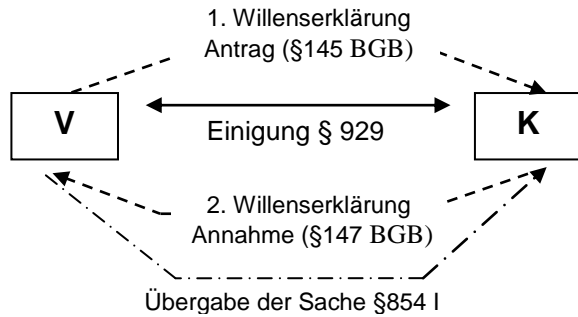 1. Willenserklärung
Antrag (§145 BGB)
V
K
Einigung § 929
2. Willenserklärung
Annahme (§147 BGB)
Übergabe der Sache §854 I